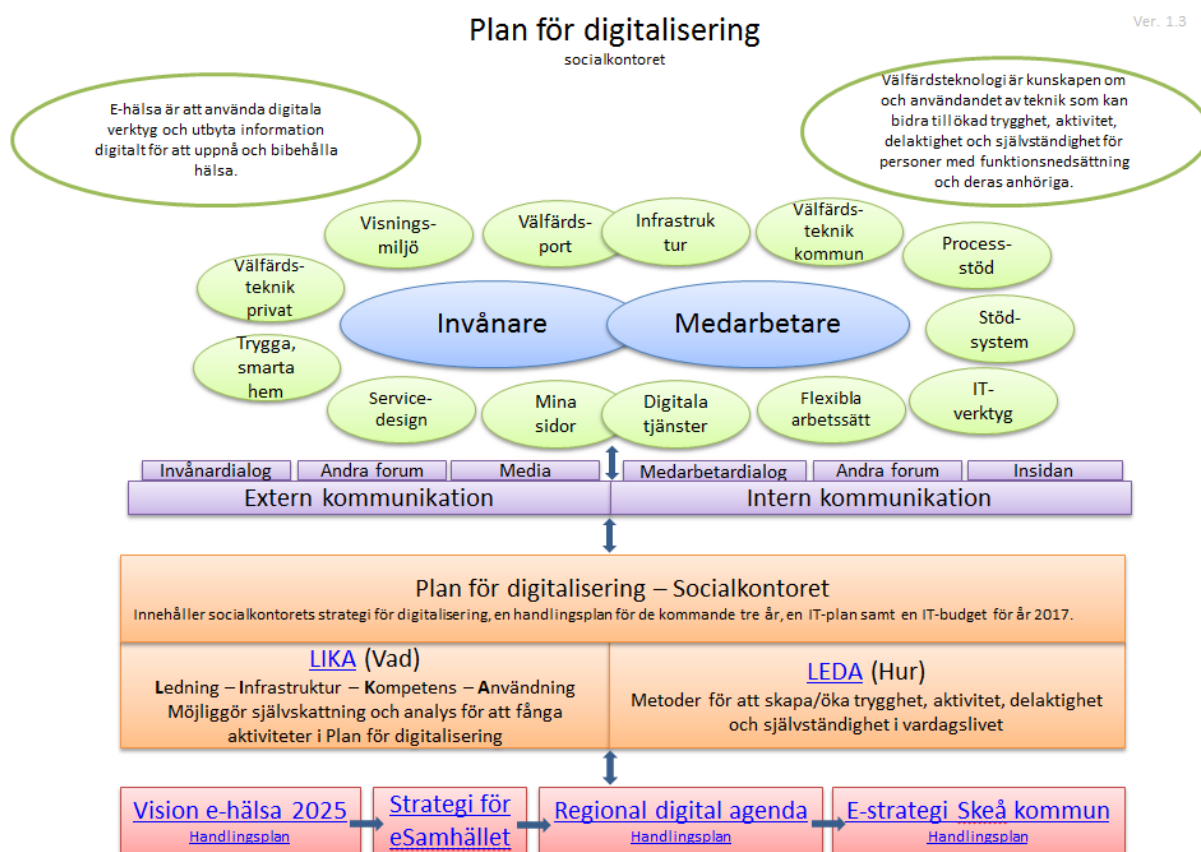 Plan för digitalisering
Ver. 1.3
socialkontoret
E-hälsa är att använda digitala
verktyg och utbyta information
digitalt för att uppnå och bibehålla
hälsa.
Välfärdsteknologi är kunskapen om
och användandet av teknik som kan
bidra till ökad trygghet, aktivitet,
delaktighet och självständighet för
personer med funktionsnedsättning
och deras anhöriga.
Visnings-
miljö
Välfärds-
port
Infrastruk
tur
Välfärds-
teknik
kommun
Process-
stöd
Välfärds-
teknik
privat
Invånare
Medarbetare
Stöd-
system
Trygga,
smarta
hem
IT-
verktyg
Service-
design
Mina
sidor
Digitala
tjänster
Flexibla
arbetssätt
Invånardialog
Andra forum
Media
Medarbetardialog
Andra forum
Insidan
Extern kommunikation
Intern kommunikation
Plan för digitalisering – Socialkontoret
Innehåller socialkontorets strategi för digitalisering, en handlingsplan för de kommande tre år, en IT-plan samt en IT-budget för år 2017.
LIKA (Vad)
Ledning – Infrastruktur – Kompetens – Användning
Möjliggör självskattning och analys för att fånga
aktiviteter i Plan för digitalisering
LEDA (Hur)
Metoder för att skapa/öka trygghet, aktivitet, delaktighet
och självständighet i vardagslivet
Vision e-hälsa 2025
Handlingsplan
Strategi för
eSamhället
Regional digital agenda
Handlingsplan
E-strategi Skeå kommun
Handlingsplan